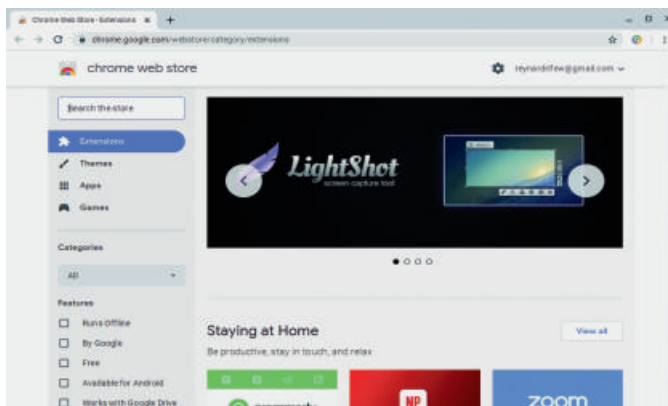 Chrome Web Store - Extensions
chrome.google.com/webstore/category/extensions
chrome web store
Search the store
Extensions
Themes
Apps
Games
Categories
All
Features
Runs Offline
By Google
Free
Available for Android
Works with Google Drive
LightShot
screen capture tool
Staying at Home
View all
Be productive, stay in touch, and relax
grammarly
NP
zoom